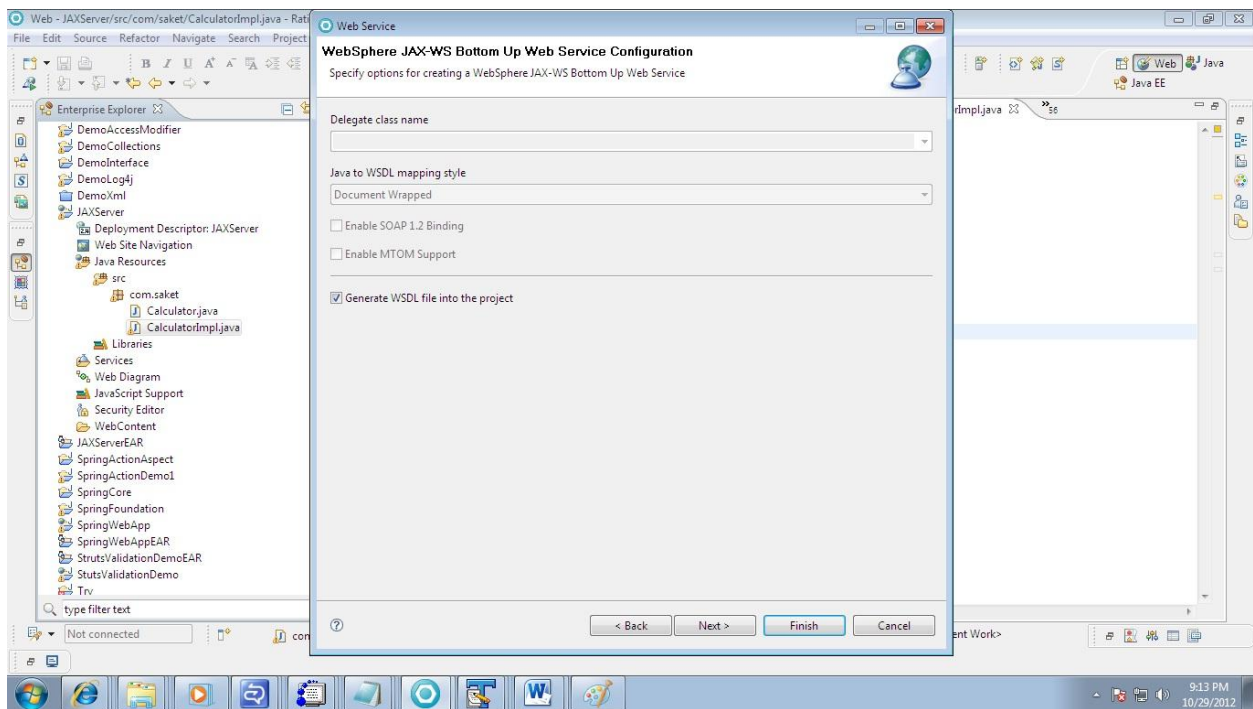 Web - JAXServer/src/com/saket/CalculatorImpl.java - Rati
File Edit Source Refactor Navigate Search Project
Web Service
WebSphere JAX-WS Bottom Up Web Service Configuration
Specify options for creating a WebSphere JAX-WS Bottom Up Web Service
Delegate class name
Java to WSDL mapping style
Document Wrapped
Enable SOAP 1.2 Binding
Enable MTOM Support
Generate WSDL file into the project
< Back Next > Finish Cancel
Web Java
Java EE
rImpl.java 56
Enterprise Explorer
DemoAccessModifier
DemoCollections
DemoInterface
DemoLog4j
DemoXml
JAXServer
Deployment Descriptor: JAXServer
Web Site Navigation
Java Resources
src
com.saket
Calculator.java
CalculatorImpl.java
Libraries
Services
Web Diagram
JavaScript Support
Security Editor
WebContent
JAXServerEAR
SpringActionAspect
SpringActionDemo1
SpringCore
SpringFoundation
SpringWebApp
SpringWebAppEAR
StrutsValidationDemoEAR
StutsValidationDemo
Try
type filter text
Not connected
con
ent Work>
9:13 PM
10/29/2012